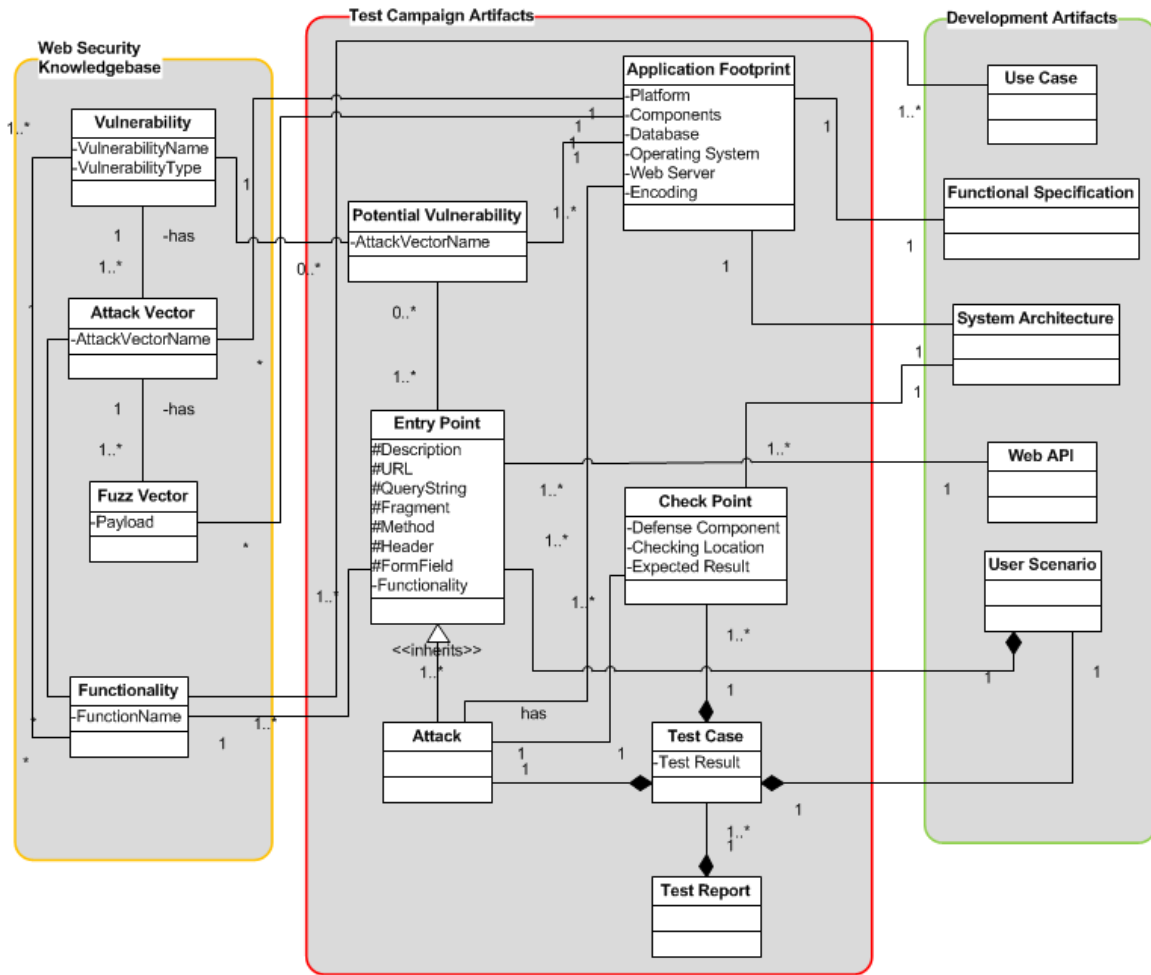 Test Campaign Artifacts
Development Artifacts
Web Security
Knowledgebase
Vulnerability
-VulnerabilityName
-VulnerabilityType
1..*
1
-has
1..*
Attack Vector
-AttackVectorName
*
1
-has
1..*
Fuzz Vector
-Payload
*
Functionality
-FunctionName
*
*
1
1..*
1..*
1
0..*
Potential Vulnerability
-AttackVectorName
0..*
1..*
Application Footprint
-Platform
-Components
-Database
-Operating System
-Web Server
-Encoding
1
1
1
1
1..*
1
1
Entry Point
#Description
#URL
#QueryString
#Fragment
#Method
#Header
#FormField
-Functionality
<<inherits>>
1..*
1..*
1..*
1..*
Attack
has
1
1
1
Check Point
-Defense Component
-Checking Location
-Expected Result
1..*
1..*
1
Test Case
-Test Result
1
1..*
1
Test Report
Use Case
1..*
Functional Specification
1
System Architecture
1
1
Web API
1
User Scenario
1
1